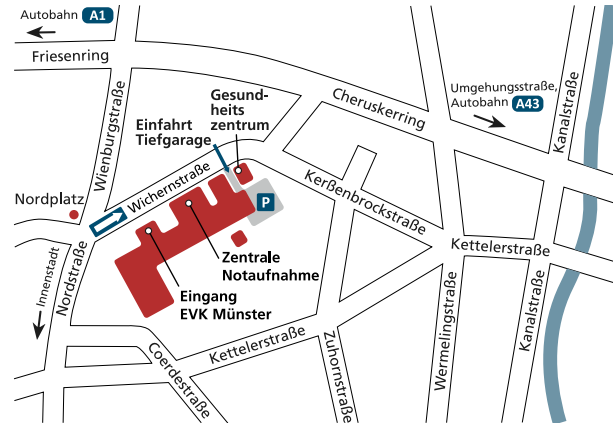 Autobahn A1
Friesenring
Wienburgstraße
Nordplatz
Innenstadt
Nordstraße
Wichernstraße
Einfahrt
Tiefgarage
Gesund-
heits
zentrum
Cheruskerring
Umgehungsstraße,
Autobahn A43
Kanalstraße
P
Kerßenbrockstraße
Kettelerstraße
Zentrale
Notaufnahme
Eingang
EVK Münster
Coerdestraße
Kettelerstraße
Zuhornstraße
Wermelingstraße
Kanalstraße